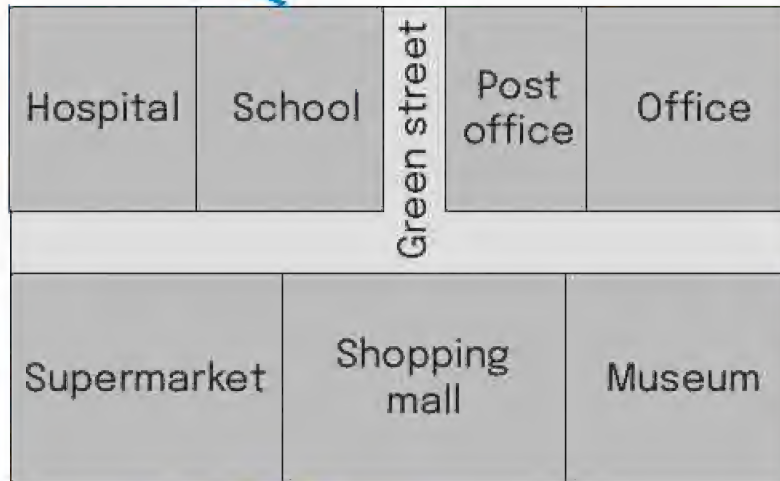 Hospital
School
Green street
Post
office
Office
Supermarket
Shopping
mall
Museum